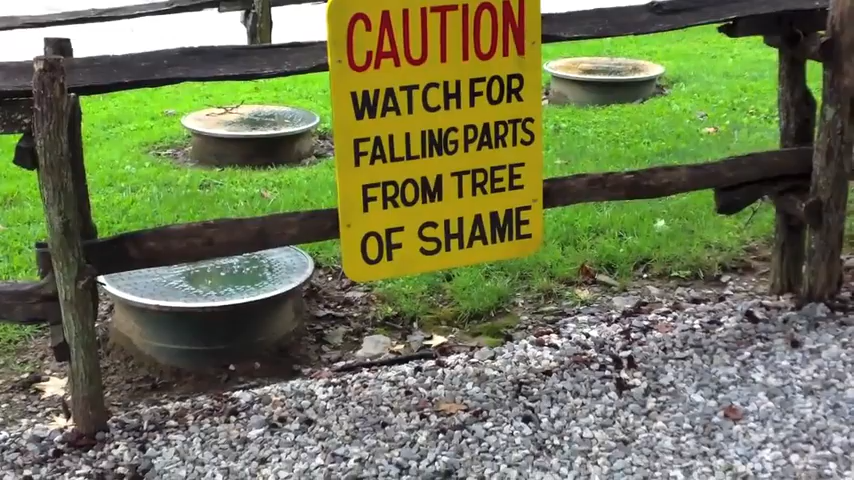 CAUTION
WATCH FOR
FALLING PARTS
FROM TREE
OF SHAME